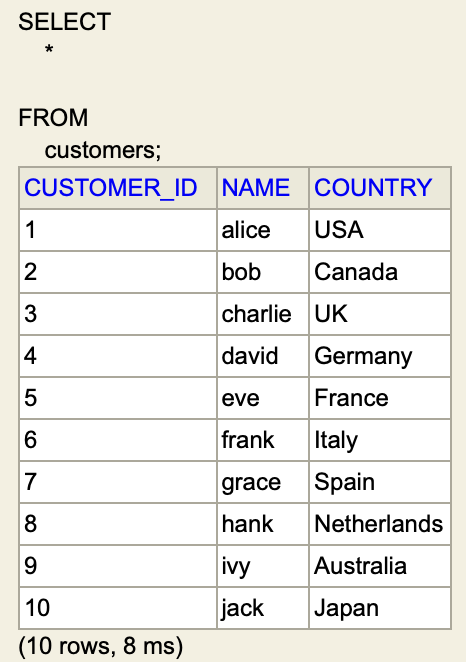 SELECT
*
FROM
customers;
CUSTOMER_ID NAME COUNTRY
1 alice USA
2 bob Canada
3 charlie UK
4 david Germany
5 eve France
6 frank Italy
7 grace Spain
8 hank Netherlands
9 ivy Australia
10 jack Japan
(10 rows, 8 ms)